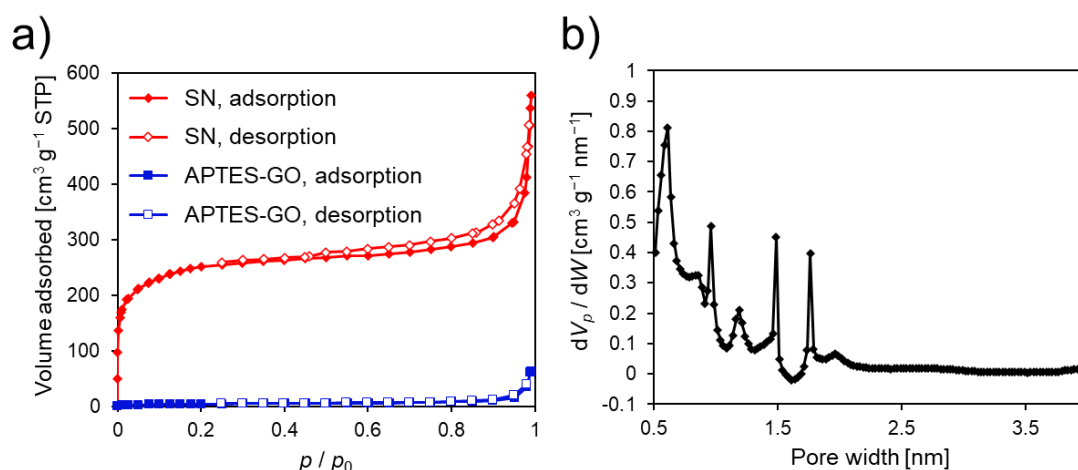 a)
Volume adsorbed [cm³ g⁻¹ STP]
600
500
400
300
200
100
0
SN, adsorption
SN, desorption
APTES-GO, adsorption
APTES-GO, desorption
0
0.2
0.4
0.6
0.8
1
p / p₀
b)
dVₚ / dW [cm³ g⁻¹ nm⁻¹]
1
0.9
0.8
0.7
0.6
0.5
0.4
0.3
0.2
0.1
0
-0.1
0.5
1.5
2.5
3.5
Pore width [nm]